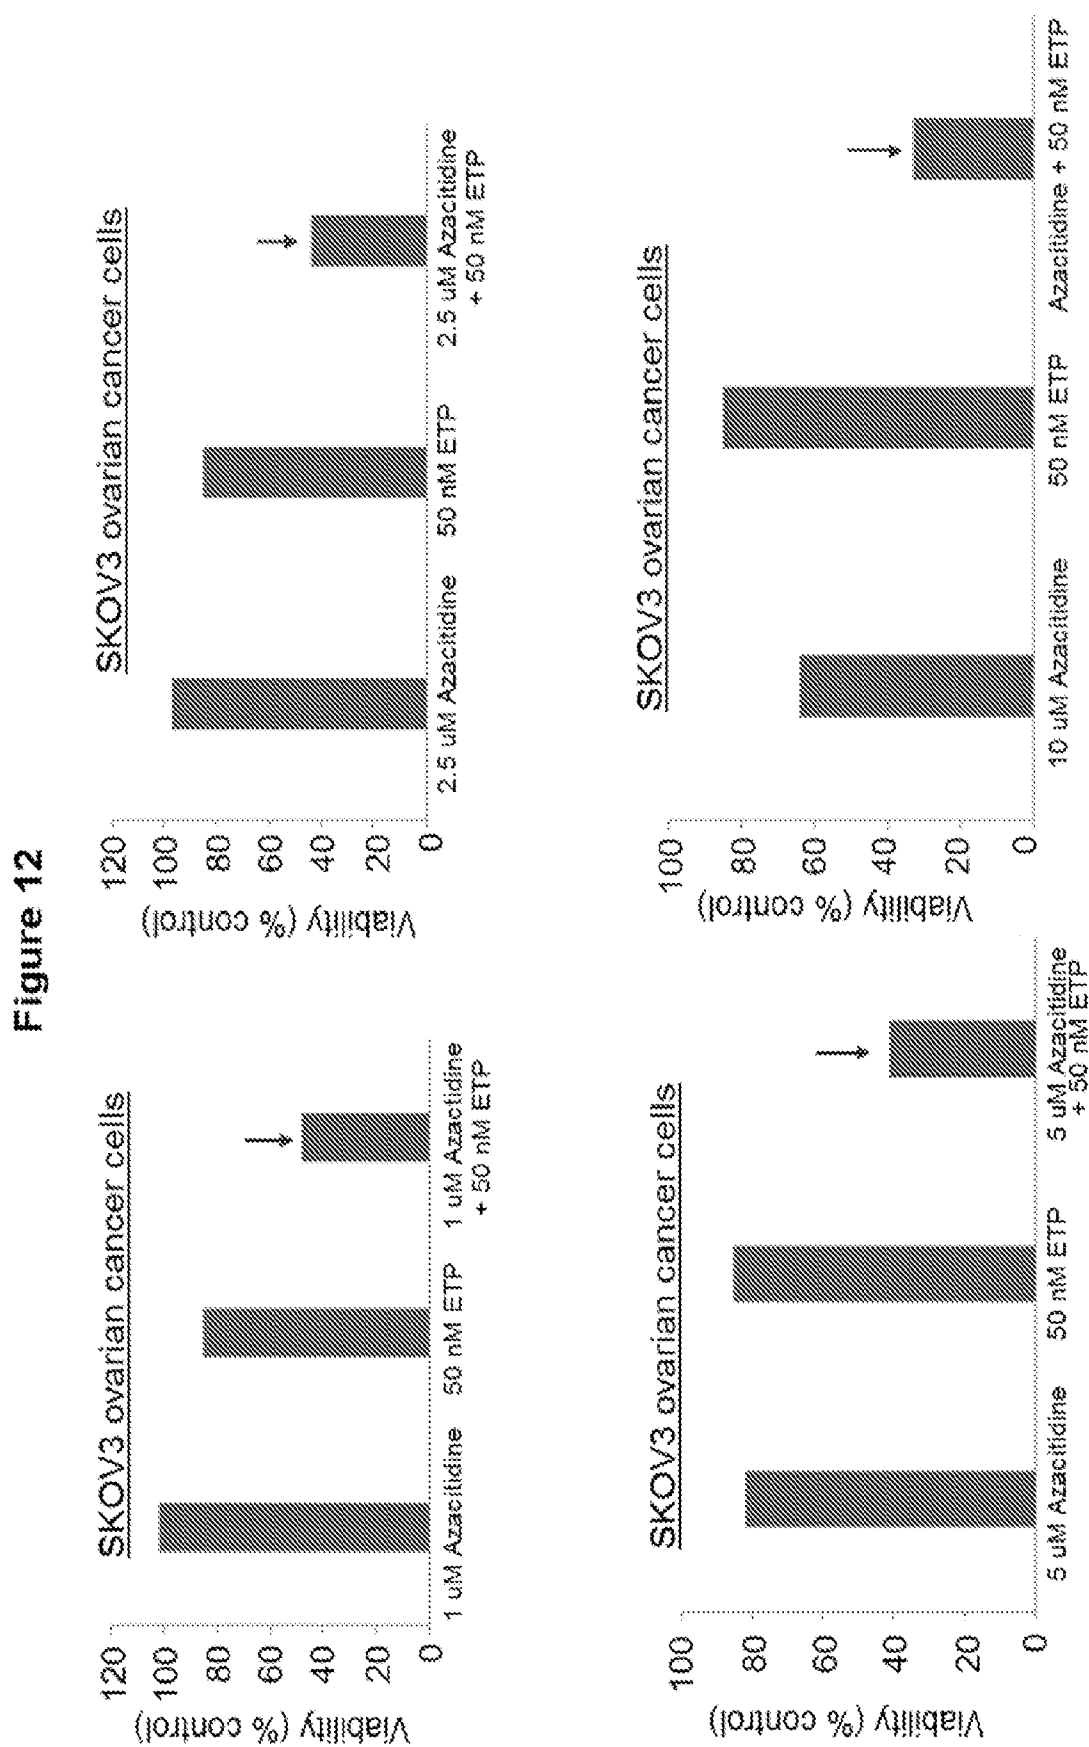 Figure 12
SKOV3 ovarian cancer cells
Viability (% control)
120
100
80
60
40
20
0
1 uM Azacitidine
50 nM ETP
1 uM Azactidine
+ 50 nM ETP
SKOV3 ovarian cancer cells
Viability (% control)
120
100
80
60
40
20
0
2.5 uM Azacitidine
50 nM ETP
2.5 uM Azacitidine
+ 50 nM ETP
SKOV3 ovarian cancer cells
Viability (% control)
100
80
60
40
20
0
5 uM Azacitidine
50 nM ETP
5 uM Azacitidine
+ 50 nM ETP
SKOV3 ovarian cancer cells
Viability (% control)
100
80
60
40
20
0
10 uM Azacitidine
50 nM ETP
Azacitidine + 50 nM ETP